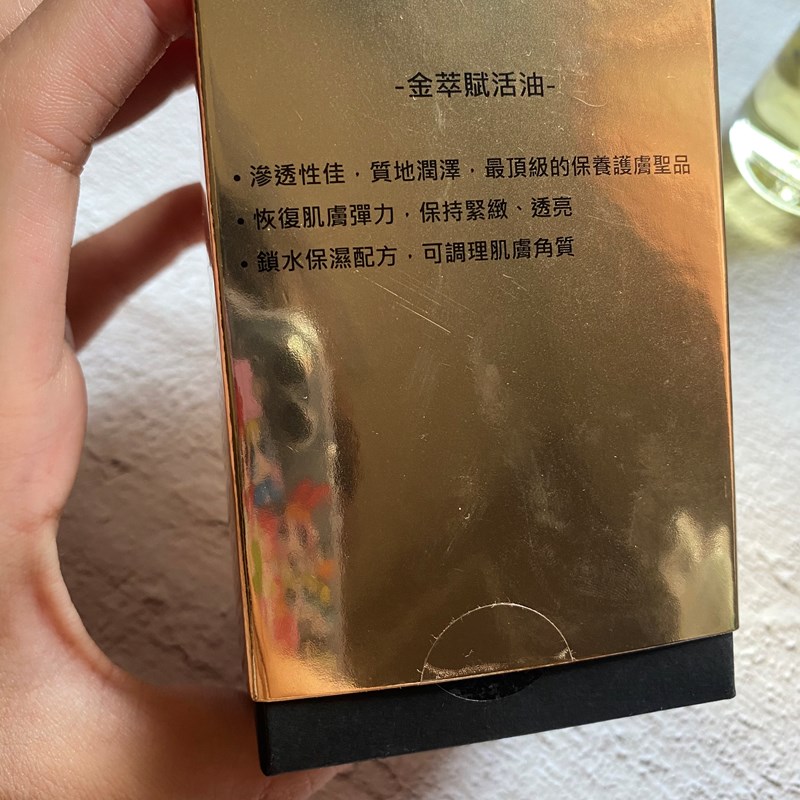 -金萃賦活油-
• 滲透性佳，質地潤澤，最頂級的保養護膚聖品
• 恢復肌膚彈力，保持緊緻、透亮
• 鎖水保濕配方，可調理肌膚角質